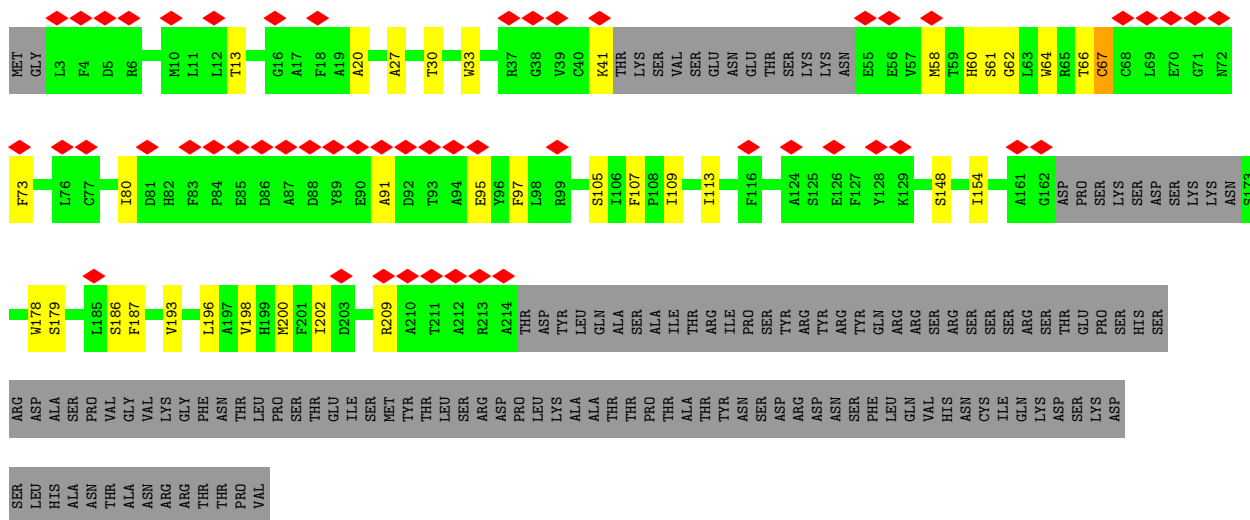 MET GLY L3 F4 D5 R6 M10 L11 L12 T13 G16 A17 F18 A19 A20 A27 T30 W33 R37 G38 V39 C40 K41 THR LYS SER VAL SER GLU ASN GLU THR SER LYS LYS ASN E55 E56 V57 M58 T59 H60 S61 G62 L63 W64 R65 T66 C67 C68 L69 E70 G71 N72
F73 L76 C77 I80 D81 H82 F83 P84 E85 D86 A87 D88 Y89 E90 A91 D92 T93 A94 E95 Y96 F97 L98 R99 S105 I106 F107 P108 I109 I113 F116 A124 S125 E126 F127 Y128 K129 S148 I154 A161 G162 ASP PRO SER LYS SER ASP SER LYS LYS ASN S173
W178 S179 L185 S186 F187 V193 L196 A197 V198 H199 M200 F201 I202 D203 R209 A210 T211 A212 R213 A214 THR ASP TYR LEU GLN ALA SER ALA ILE THR ARG ILE PRO SER TYR ARG TYR ARG TYR GLN ARG ARG SER ARG SER SER SER ARG SER THR GLU PRO SER HIS SER
ARG ASP ALA SER PRO VAL GLY VAL LYS GLY PHE ASN THR LEU PRO SER THR GLU ILE SER MET TYR THR LEU SER ARG ASP PRO LEU LYS ALA ALA THR THR PRO THR ALA THR TYR ASN SER ASP ARG ASP ASN SER PHE LEU GLN VAL HIS ASN CYS ILE GLN LYS ASP SER LYS ASP
SER LEU HIS ALA ASN THR ALA ASN ARG ARG THR THR PRO VAL